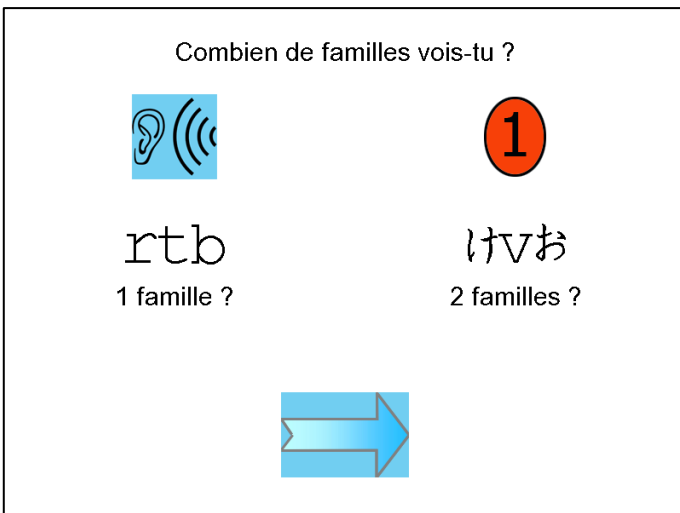 Combien de familles vois-tu ?
1
rtb
けvお
1 famille ?
2 familles ?